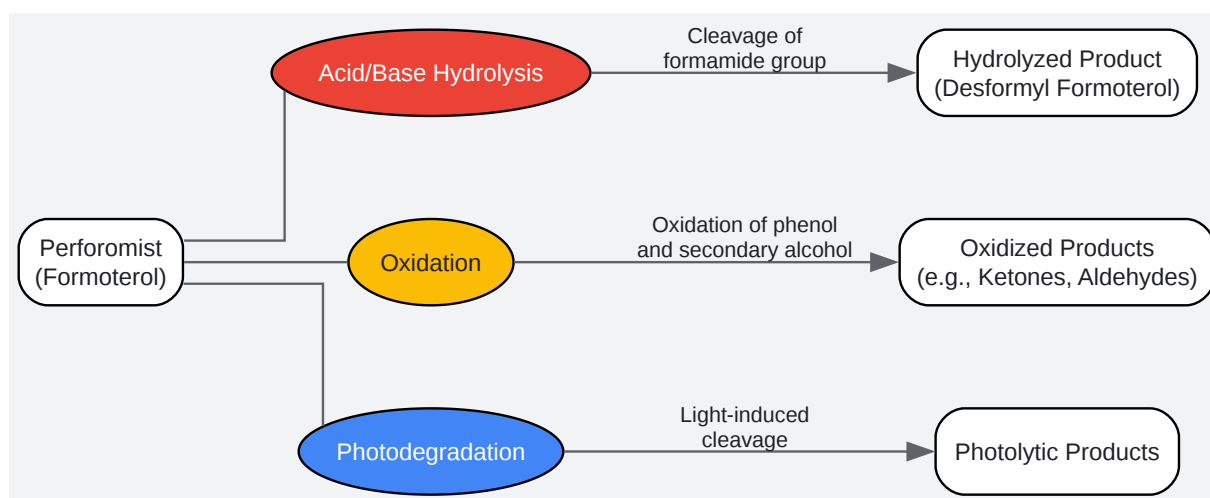 Perforomist
(Formoterol)
Acid/Base Hydrolysis
Cleavage of
formamide group
Hydrolyzed Product
(Desformyl Formoterol)
Oxidation
Oxidation of phenol
and secondary alcohol
Oxidized Products
(e.g., Ketones, Aldehydes)
Photodegradation
Light-induced
cleavage
Photolytic Products